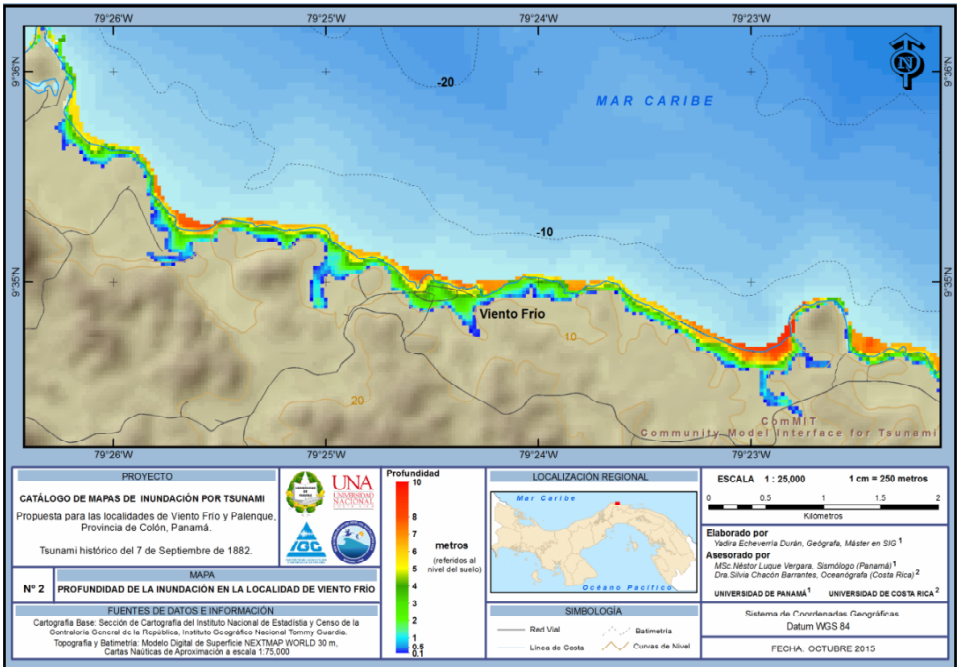 79°26'W 79°25'W 79°24'W 79°23'W
9°36'N
9°36'N
-20
MAR CARIBE
N
-10
9°35'N
9°35'N
Viento Frío
10
20
ComMIT
Community Model Interface for Tsunami
79°26'W 79°25'W 79°24'W 79°23'W
PROYECTO
CATÁLOGO DE MAPAS DE INUNDACIÓN POR TSUNAMI
Propuesta para las localidades de Viento Frío y Palenque,
Provincia de Colón, Panamá.
Tsunami histórico del 7 de Septiembre de 1882.
Nº 2
MAPA
PROFUNDIDAD DE LA INUNDACIÓN EN LA LOCALIDAD DE VIENTO FRÍO
FUENTES DE DATOS E INFORMACIÓN
Cartografía Base: Sección de Cartografía del Instituto Nacional de Estadístia y Censo de la
Contraloría General de la República, Instituto Geográfico Nacional Tommy Guardia.
Topografía y Batimetría: Modelo Digital de Superficie NEXTMAP WORLD 30 m,
Cartas Naúticas de Aproximación a escala 1:75,000
UNA
UNIVERSIDAD
NACIONAL
IOC
Profundidad
10
8
7
6
5
4
3
2
1
0.5
0.1
metros
(referidos al
nivel del suelo)
LOCALIZACIÓN REGIONAL
Mar Caribe
Océano Pacífico
SIMBOLOGÍA
Red Vial
Batimetría
Línea de Costa
Curvas de Nivel
ESCALA 1 : 25,000 1 cm = 250 metros
0 0.5 1 1.5 2
Kilómetros
Elaborado por
Yadira Echeverría Durán, Geógrafa, Máster en SIG 1
Asesorado por
MSc.Néstor Luque Vergara, Sismólogo (Panamá) 1
Dra.Silvia Chacón Barrantes, Oceanógrafa (Costa Rica) 2
UNIVERSIDAD DE PANAMÁ 1 UNIVERSIDAD DE COSTA RICA 2
Sistema de Coordenadas Geográficas
Datum WGS 84
FECHA: OCTUBRE 2015